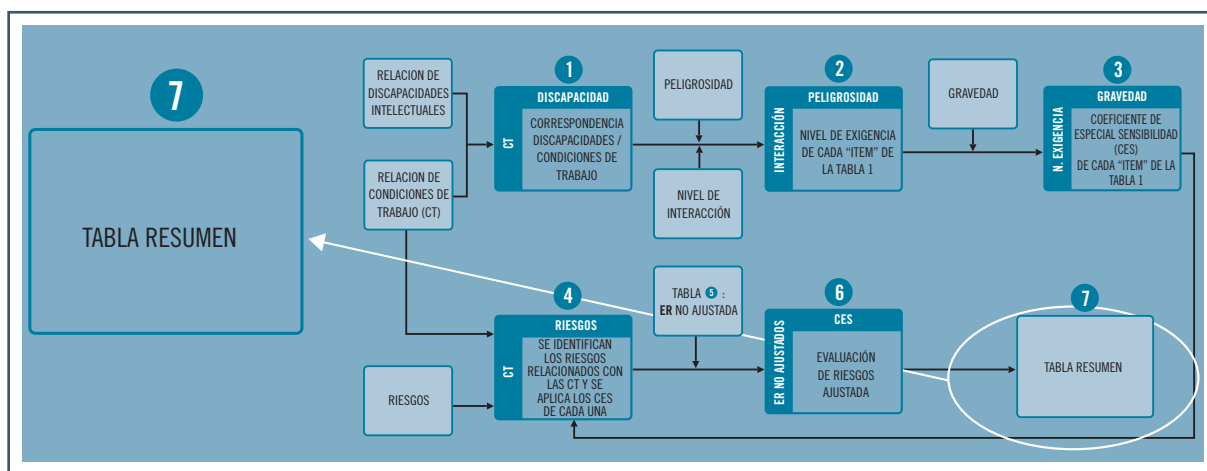 7
TABLA RESUMEN
RELACION DE
DISCAPACIDADES
INTELECTUALES
RELACION DE
CONDICIONES DE
TRABAJO (CT)
1
DISCAPACIDAD
CT
CORRESPONDENCIA
DISCAPACIDADES /
CONDICIONES DE
TRABAJO
PELIGROSIDAD
NIVEL DE
INTERACCIÓN
2
PELIGROSIDAD
INTERACCIÓN
NIVEL DE EXIGENCIA
DE CADA “ITEM” DE
LA TABLA 1
GRAVEDAD
3
GRAVEDAD
N. EXIGENCIA
COEFICIENTE DE
ESPECIAL SENSIBILIDAD
(CES)
DE CADA “ITEM” DE LA
TABLA 1
RIESGOS
4
RIESGOS
CT
SE IDENTIFICAN
LOS RIESGOS
RELACIONADOS CON
LAS CT Y SE
APLICA LOS CES
DE CADA UNA
TABLA 5 :
ER NO AJUSTADA
6
CES
ER NO AJUSTADOS
EVALUACIÓN
DE RIESGOS
AJUSTADA
7
TABLA RESUMEN